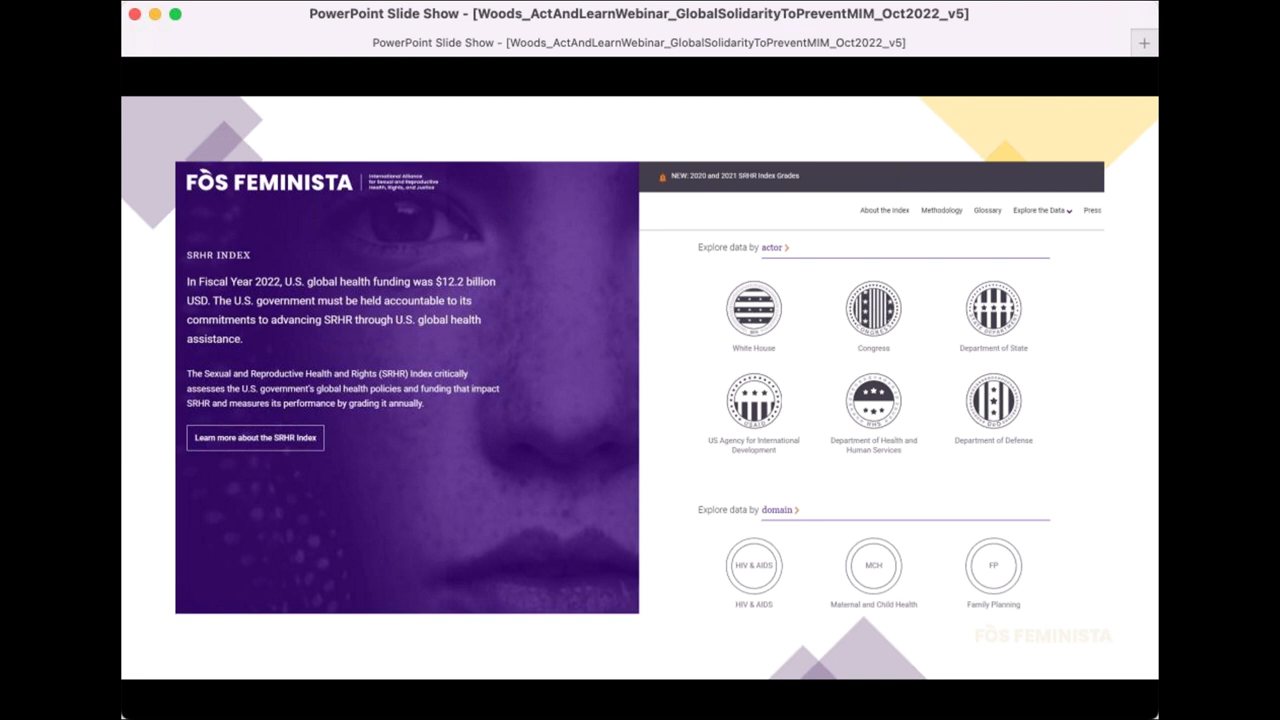 PowerPoint Slide Show - [Woods_ActAndLearnWebinar_GlobalSolidarityToPreventMIM_Oct2022_v5]
PowerPoint Slide Show - [Woods_ActAndLearnWebinar_GlobalSolidarityToPreventMIM_Oct2022_v5]
FÒS FEMINISTA
International Alliance
for Sexual and Reproductive
Health, Rights, and Justice
SRHR INDEX
In Fiscal Year 2022, U.S. global health funding was $12.2 billion
USD. The U.S. government must be held accountable to its
commitments to advancing SRHR through U.S. global health
assistance.
The Sexual and Reproductive Health and Rights (SRHR) Index critically
assesses the U.S. government's global health policies and funding that impact
SRHR and measures its performance by grading it annually.
Learn more about the SRHR Index
NEW: 2020 and 2021 SRHR Index Grades
About the Index Methodology Glossary Explore the Data Press
Explore data by actor
WH
CONGRESS
White House Congress Department of State
USAID HHS DoD
US Agency for International
Development
Department of Health and
Human Services
Department of Defense
Explore data by domain
HIV & AIDS MCH FP
HIV & AIDS Maternal and Child Health Family Planning
FÒS FEMINISTA